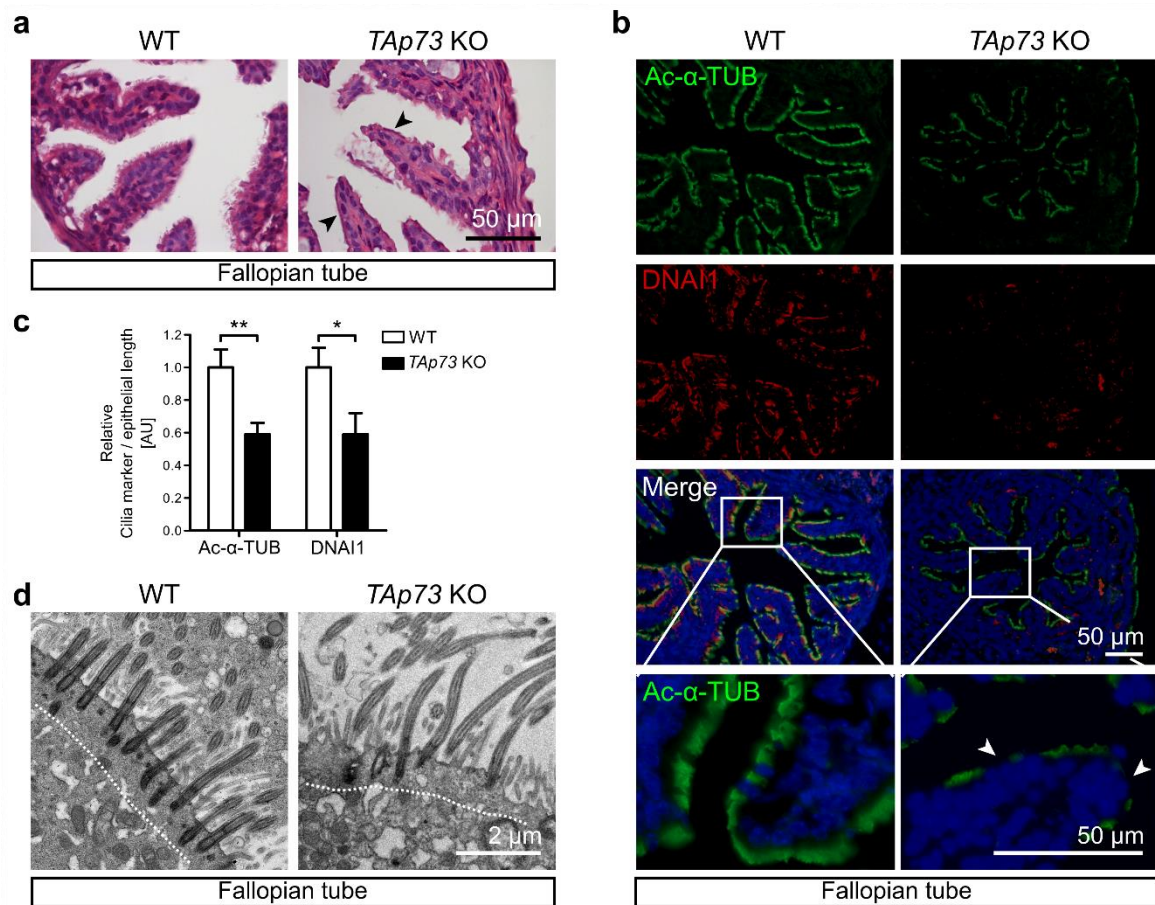 a
WT
TAp73 KO
50 μm
Fallopian tube
b
WT
TAp73 KO
Ac-α-TUB
DNAI1
Merge
50 μm
Ac-α-TUB
50 μm
Fallopian tube
c
Relative
Cilia marker / epithelial length
[AU]
1.2
1.0
0.8
0.6
0.4
0.2
0.0
**
*
WT
TAp73 KO
Ac-α-TUB
DNAI1
d
WT
TAp73 KO
2 μm
Fallopian tube